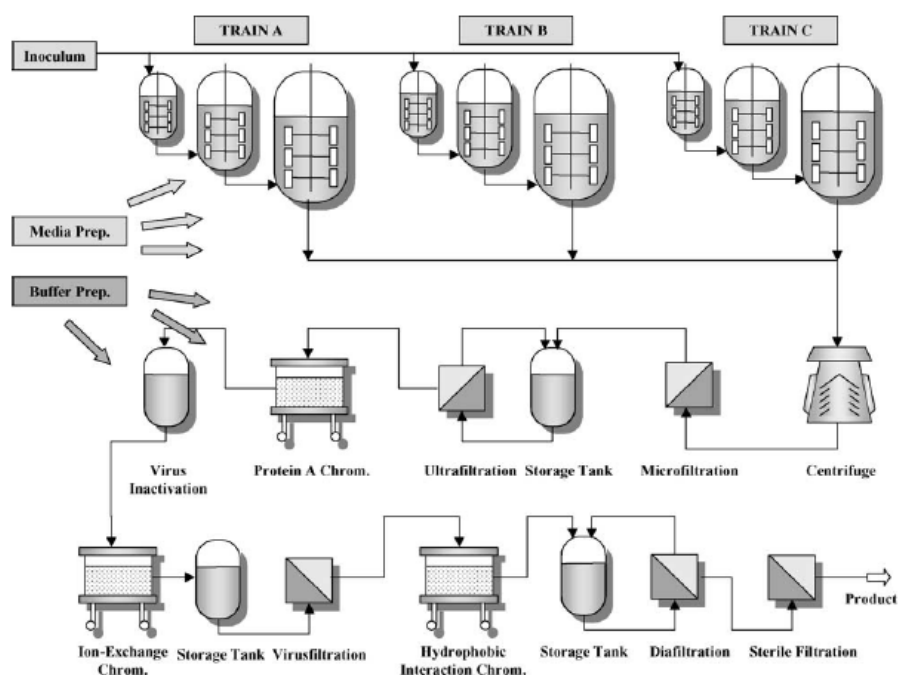 TRAIN A
TRAIN B
TRAIN C
Inoculum
Media Prep.
Buffer Prep.
Virus
Inactivation
Protein A Chrom.
Ultrafiltration
Storage Tank
Microfiltration
Centrifuge
Ion-Exchange
Chrom.
Storage Tank
Virusfiltration
Hydrophobic
Interaction Chrom.
Storage Tank
Diafiltration
Sterile Filtration
Product